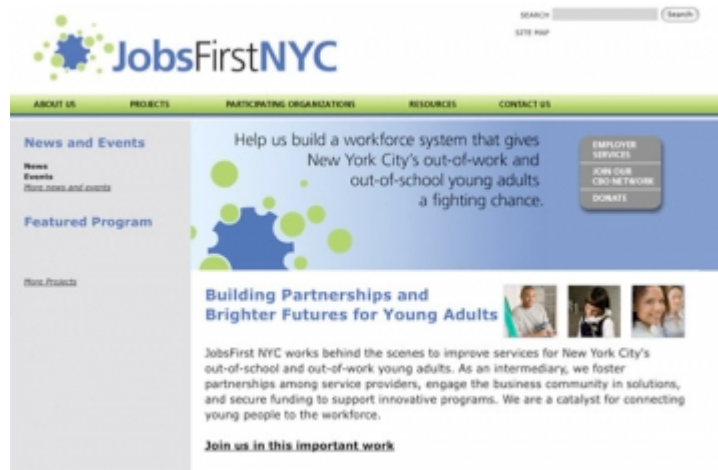 SEARCH
Search
SITE MAP
JobsFirstNYC
ABOUT US PROJECTS PARTICIPATING ORGANIZATIONS RESOURCES CONTACT US
News and Events
News
Events
More news and events
Featured Program
More Projects
Help us build a workforce system that gives
New York City's out-of-work and
out-of-school young adults
a fighting chance.
EMPLOYER
SERVICES
JOIN OUR
CBO NETWORK
DONATE
Building Partnerships and
Brighter Futures for Young Adults
JobsFirst NYC works behind the scenes to improve services for New York City's
out-of-school and out-of-work young adults. As an intermediary, we foster
partnerships among service providers, engage the business community in solutions,
and secure funding to support innovative programs. We are a catalyst for connecting
young people to the workforce.
Join us in this important work